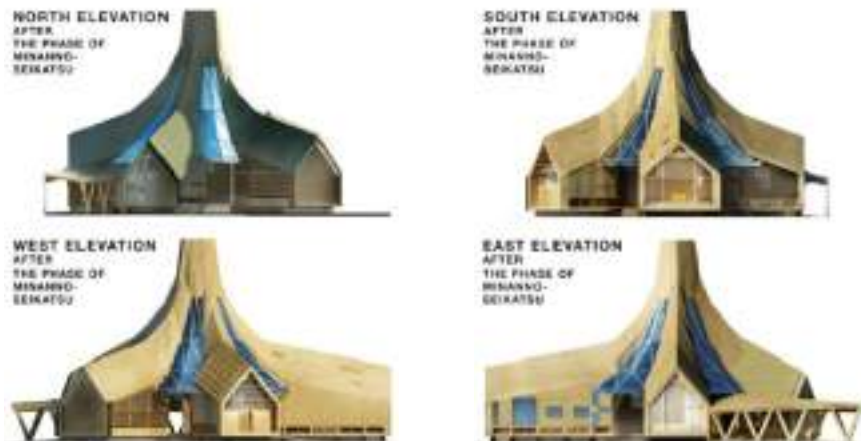 NORTH ELEVATION
AFTER
THE PHASE OF
MINANNO-
SEIKATSU
SOUTH ELEVATION
AFTER
THE PHASE OF
MINANNO-
SEIKATSU
WEST ELEVATION
AFTER
THE PHASE OF
MINANNO-
SEIKATSU
EAST ELEVATION
AFTER
THE PHASE OF
MINANNO-
SEIKATSU